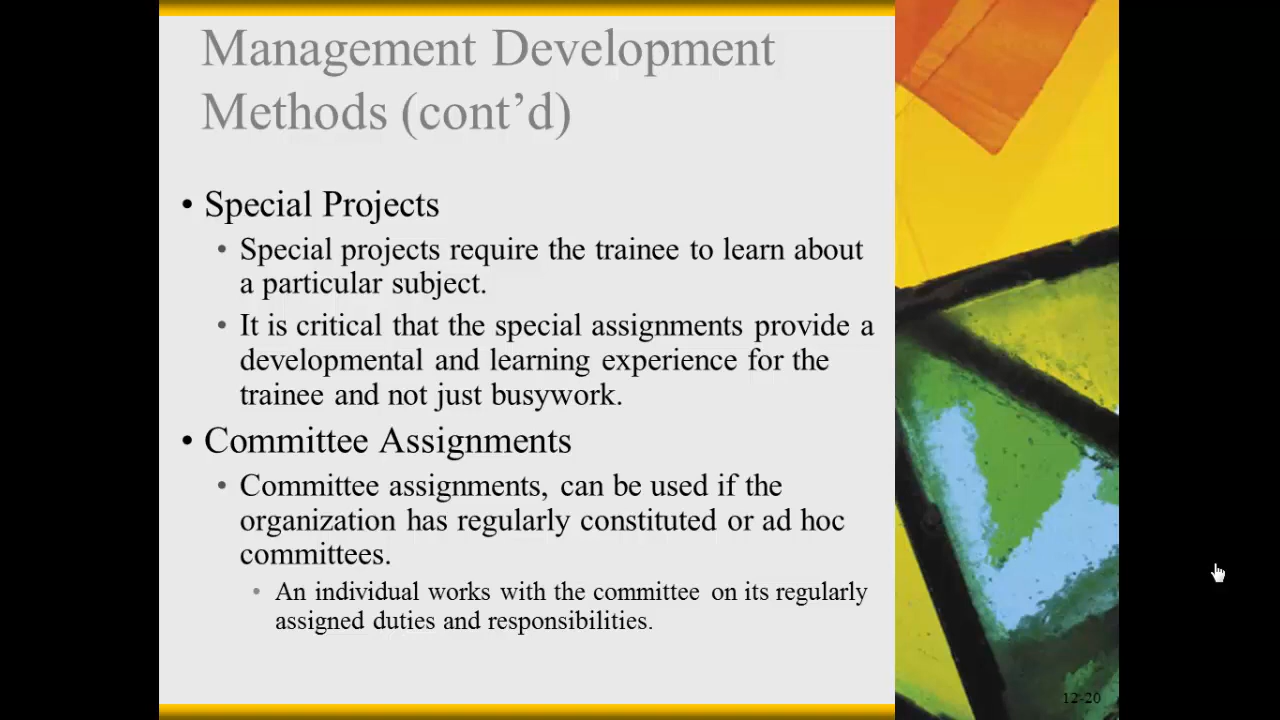 Management Development
Methods (cont’d)
• Special Projects
• Special projects require the trainee to learn about
a particular subject.
• It is critical that the special assignments provide a
developmental and learning experience for the
trainee and not just busywork.
• Committee Assignments
• Committee assignments, can be used if the
organization has regularly constituted or ad hoc
committees.
• An individual works with the committee on its regularly
assigned duties and responsibilities.
12-20